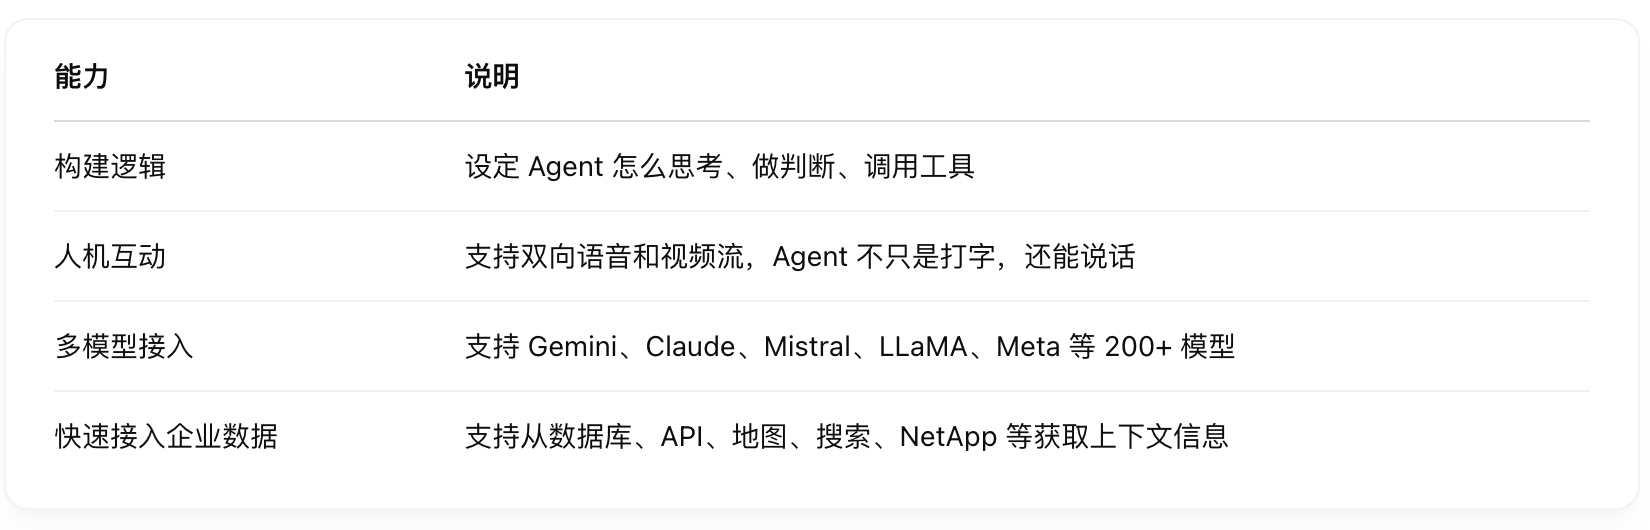 能力 说明
构建逻辑 设定 Agent 怎么思考、做判断、调用工具
人机互动 支持双向语音和视频流，Agent 不只是打字，还能说话
多模型接入 支持 Gemini、Claude、Mistral、LLaMA、Meta 等 200+ 模型
快速接入企业数据 支持从数据库、API、地图、搜索、NetApp 等获取上下文信息